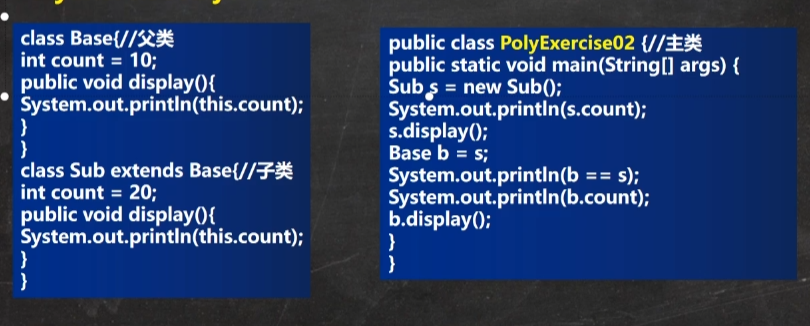 class Base{//父类
int count = 10;
public void display(){
System.out.println(this.count);
}
}
class Sub extends Base{//子类
int count = 20;
public void display(){
System.out.println(this.count);
}
}
public class PolyExercise02 {//主类
public static void main(String[] args) {
Sub s = new Sub();
System.out.println(s.count);
s.display();
Base b = s;
System.out.println(b == s);
System.out.println(b.count);
b.display();
}
}